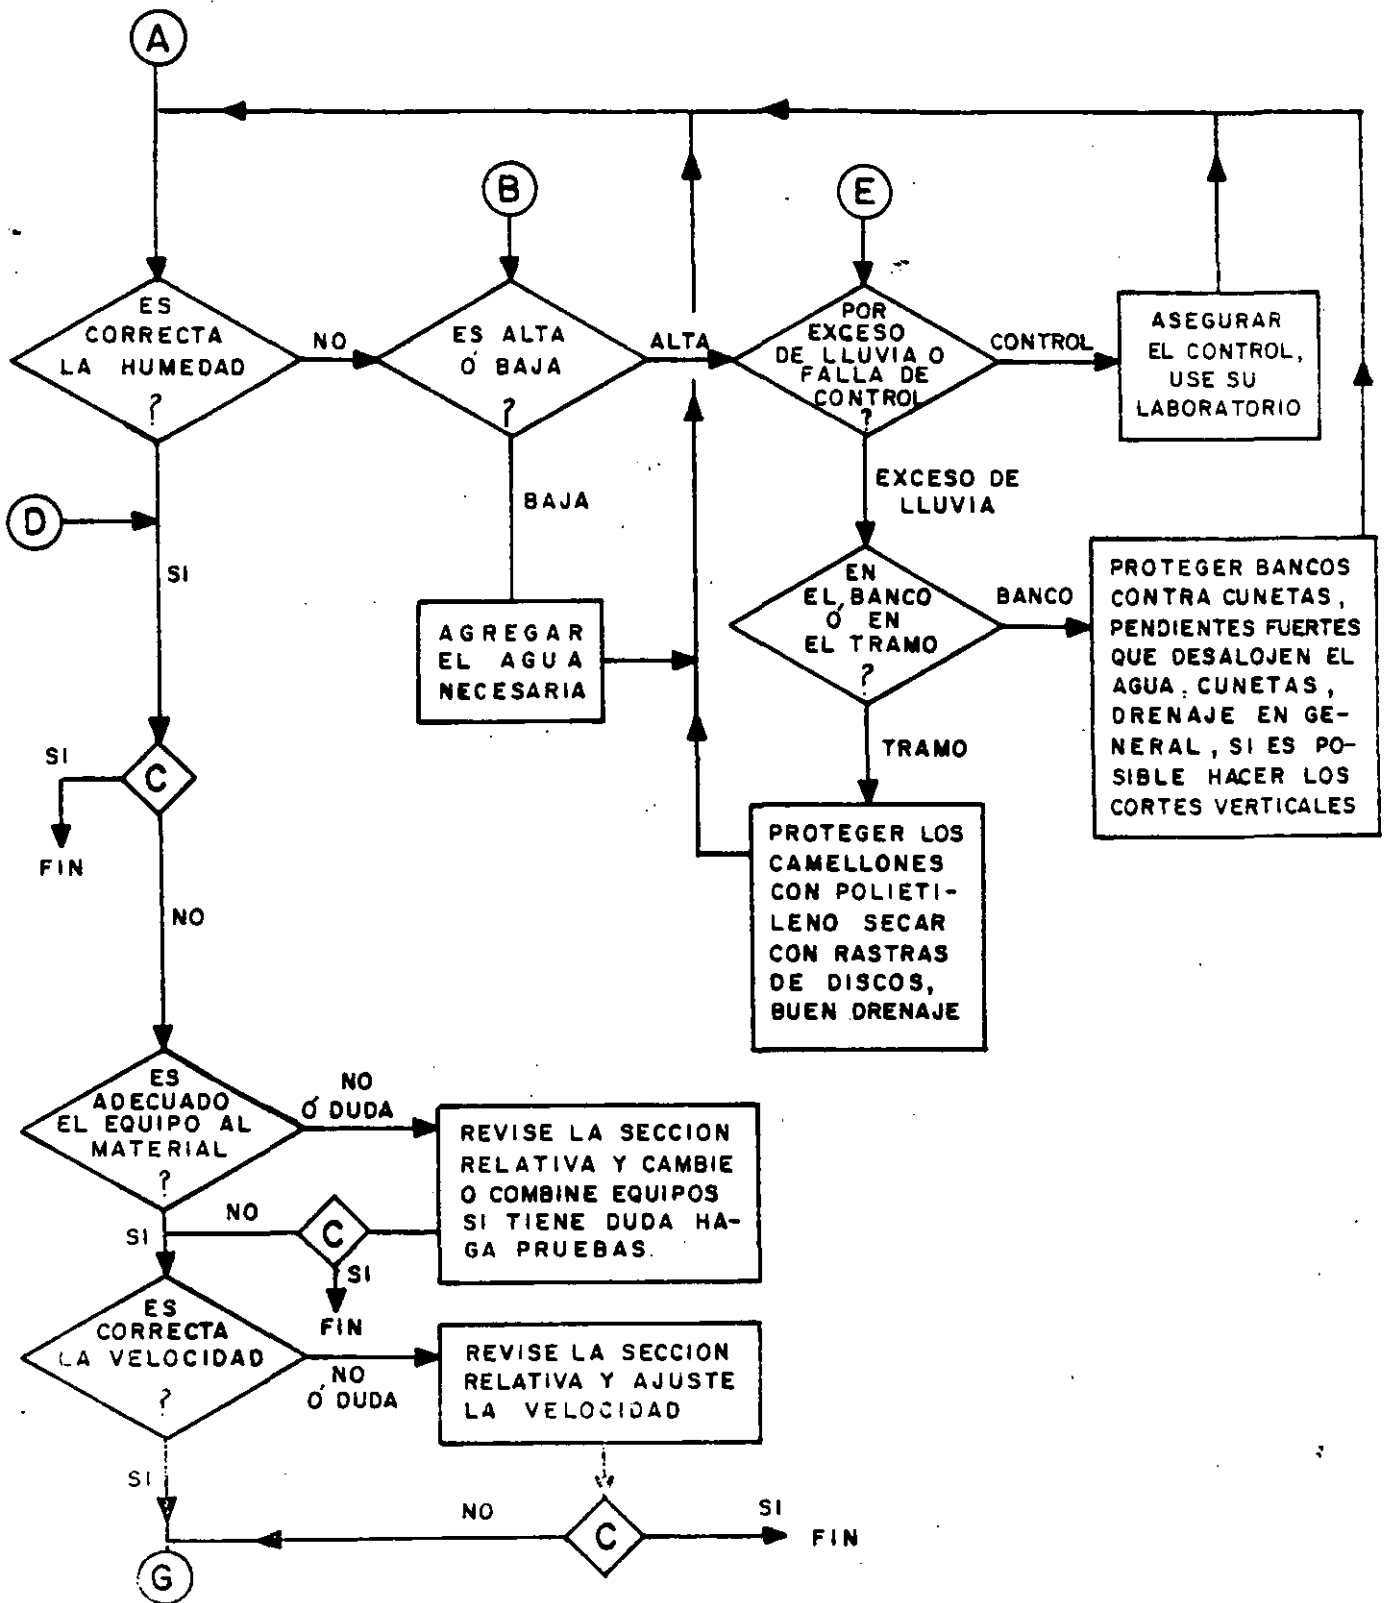 A
B
E
ES
CORRECTA
LA HUMEDAD
?
NO
ES ALTA
Ó BAJA
?
ALTA
POR
EXCESO
DE LLUVIA O
FALLA DE
CONTROL
?
CONTROL
ASEGURAR
EL CONTROL,
USE SU
LABORATORIO
D
SI
BAJA
EXCESO DE
LLUVIA
AGREGAR
EL AGUA
NECESARIA
EN
EL BANCO
Ó EN
EL TRAMO
?
BANCO
PROTEGER BANCOS
CONTRA CUNETAS,
PENDIENTES FUERTES
QUE DESALOJEN EL
AGUA. CUNETAS,
DRENAJE EN GE-
NERAL, SI ES PO-
SIBLE HACER LOS
CORTES VERTICALES
TRAMO
PROTEGER LOS
CAMELLONES
CON POLIETI-
LENO SECAR
CON RASTRAS
DE DISCOS,
BUEN DRENAJE
SI
C
FIN
NO
ES
ADECUADO
EL EQUIPO AL
MATERIAL
?
NO
Ó DUDA
REVISE LA SECCION
RELATIVA Y CAMBIE
O COMBINE EQUIPOS
SI TIENE DUDA HA-
GA PRUEBAS.
SI
NO
C
SI
FIN
ES
CORRECTA
LA VELOCIDAD
?
NO
Ó DUDA
REVISE LA SECCION
RELATIVA Y AJUSTE
LA VELOCIDAD
SI
NO
C
SI
FIN
G